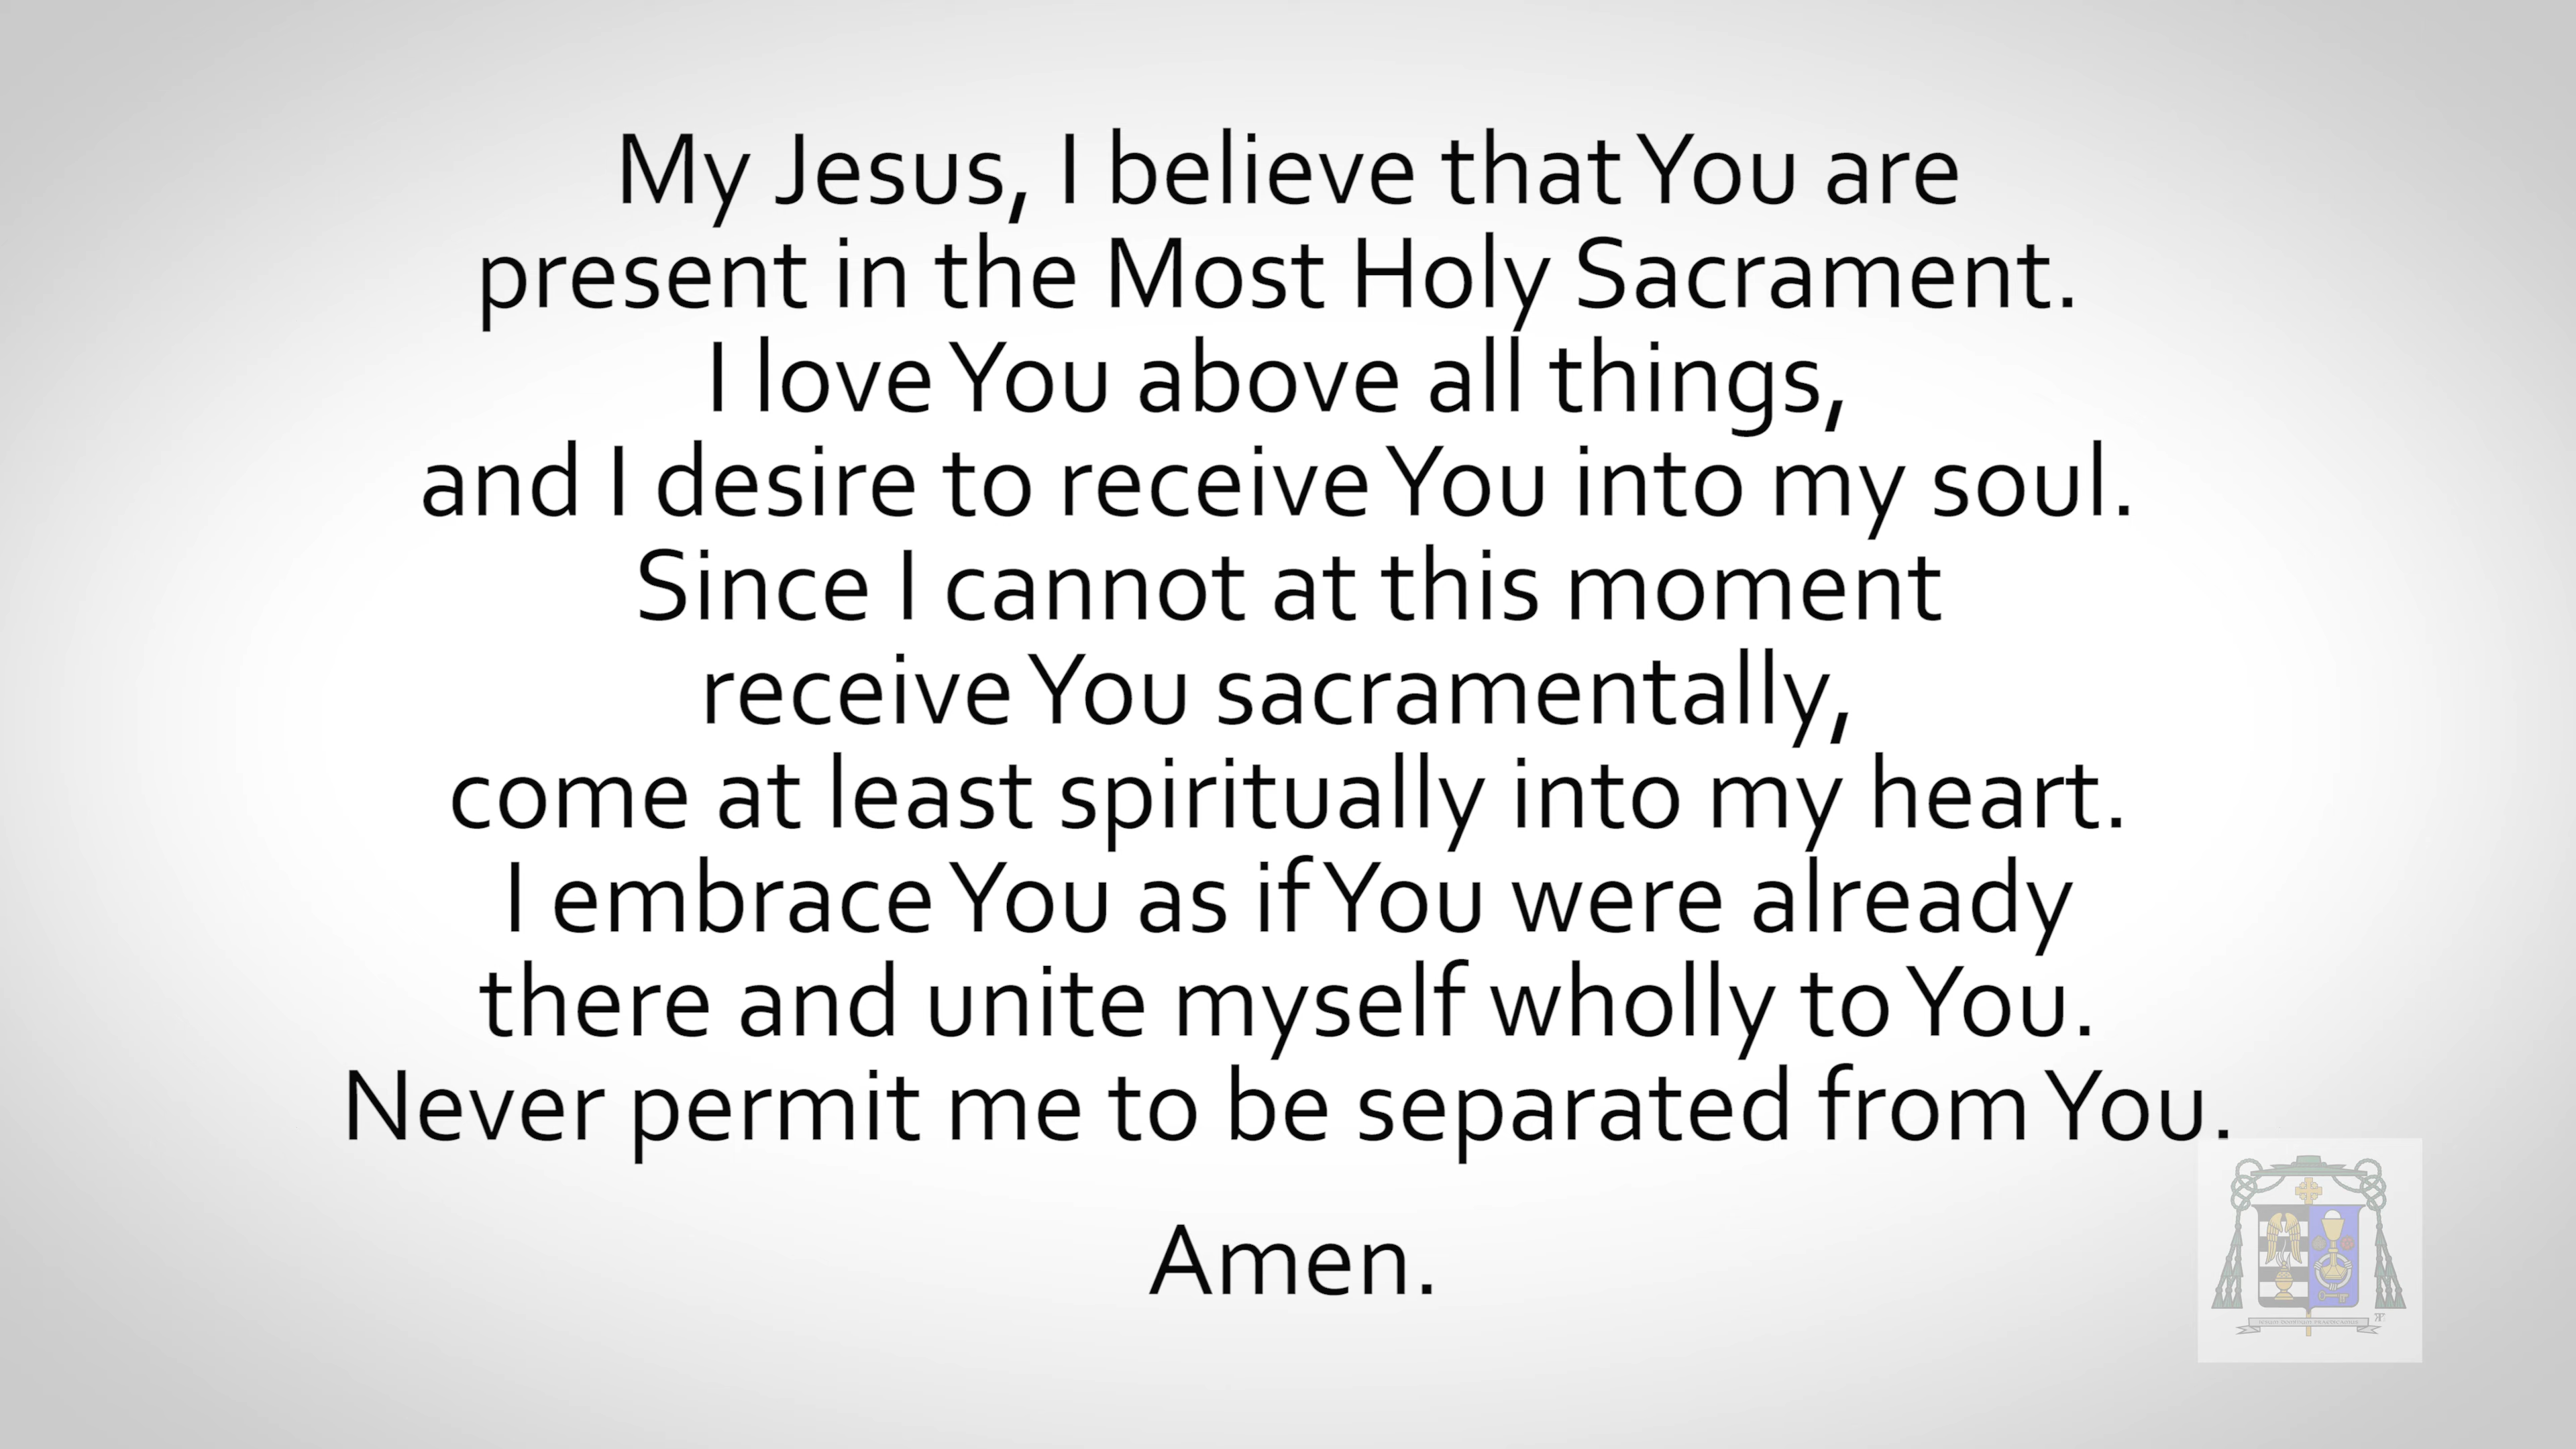 My Jesus, I believe that You are
present in the Most Holy Sacrament.
I love You above all things,
and I desire to receive You into my soul.
Since I cannot at this moment
receive You sacramentally,
come at least spiritually into my heart.
I embrace You as if You were already
there and unite myself wholly to You.
Never permit me to be separated from You.
Amen.